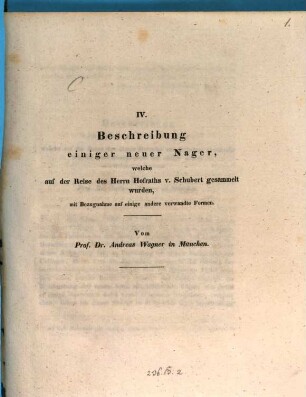 1.
C
IV.
Beschreibung
einiger neuer Nager,
welche
auf der Reise des Herrn Hofraths v. Schubert gesammelt
wurden,
mit Bezugnahme auf einige andere verwandte Formen.
Vom
Prof. Dr. Andreas Wagner in München.